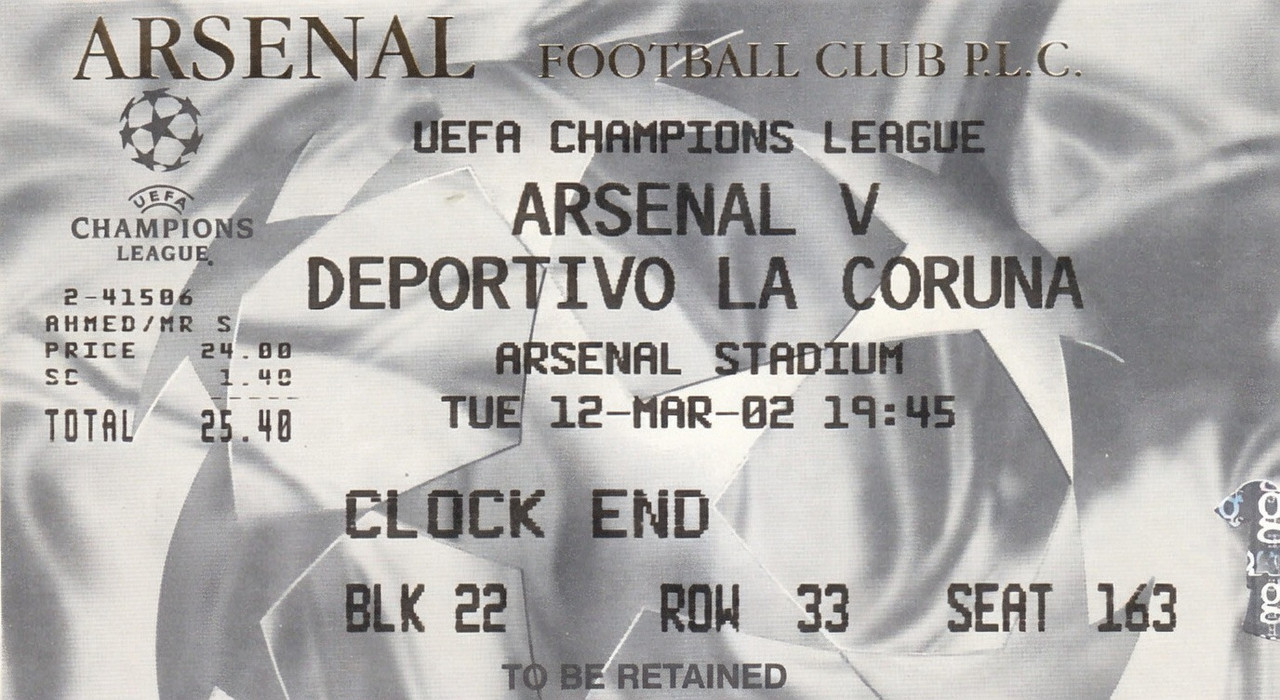 ARSENAL FOOTBALL CLUB P.L.C.
UEFA CHAMPIONS LEAGUE
ARSENAL V
DEPORTIVO LA CORUNA
ARSENAL STADIUM
TUE 12-MAR-02 19:45
UEFA
CHAMPIONS
LEAGUE
2-41506
AHMED/MR S
PRICE 24.00
SC 1.40
TOTAL 25.40
CLOCK END
BLK 22 ROW 33 SEAT 163
TO BE RETAINED